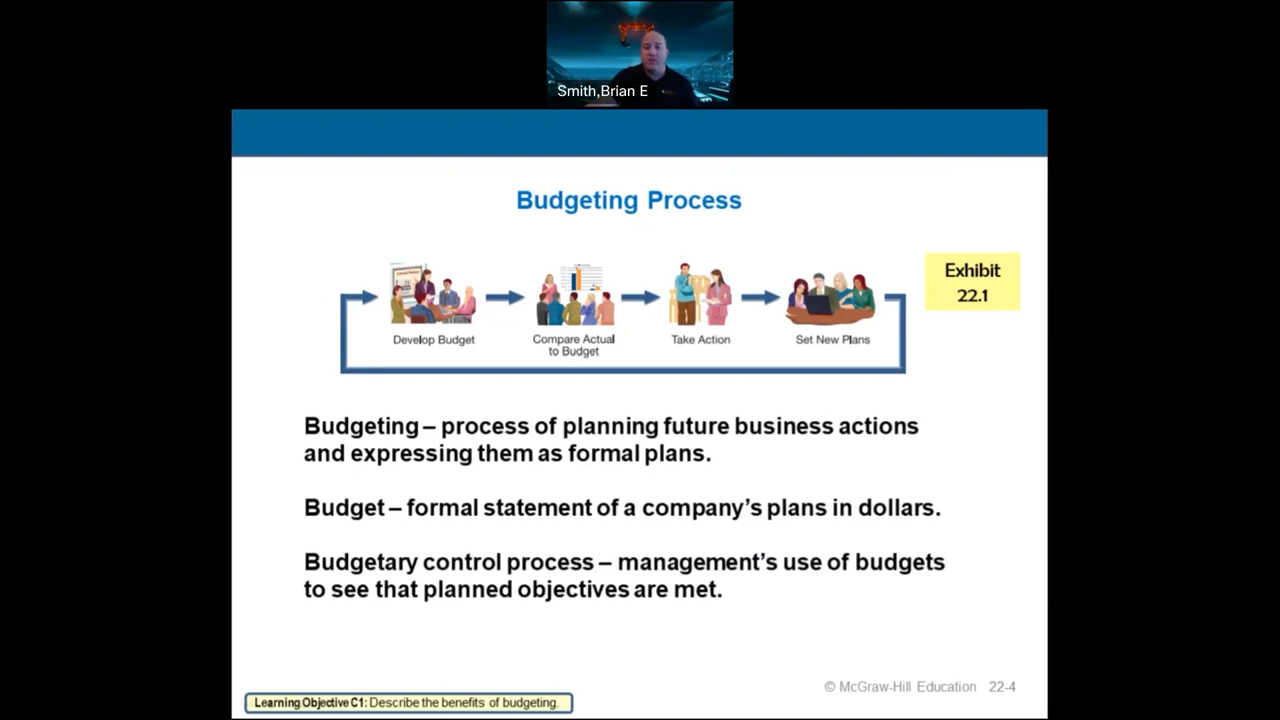 Smith,Brian E
Budgeting Process
Exhibit
22.1
Develop Budget
Compare Actual
to Budget
Take Action
Set New Plans
Budgeting – process of planning future business actions
and expressing them as formal plans.
Budget – formal statement of a company’s plans in dollars.
Budgetary control process – management’s use of budgets
to see that planned objectives are met.
© McGraw-Hill Education 22-4
Learning Objective C1: Describe the benefits of budgeting.